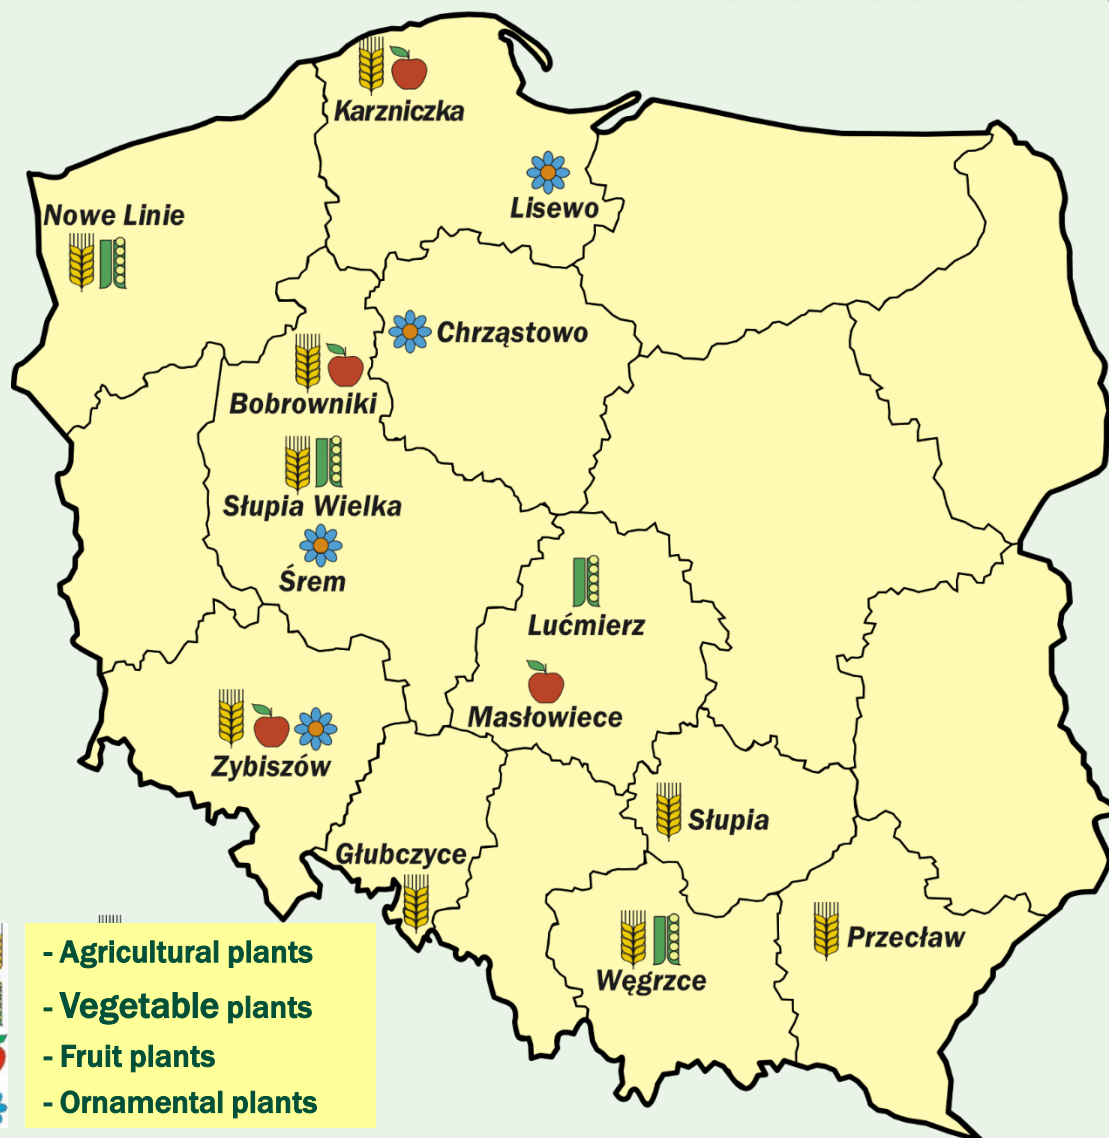 Karzniczka
Lisewo
Nowe Linie
Chrząstowo
Bobrowniki
Słupia Wielka
Śrem
Lućmierz
Masłowiece
Zybiszów
Słupia
Głubczyce
Przecław
Węgrzce
- Agricultural plants
- Vegetable plants
- Fruit plants
- Ornamental plants